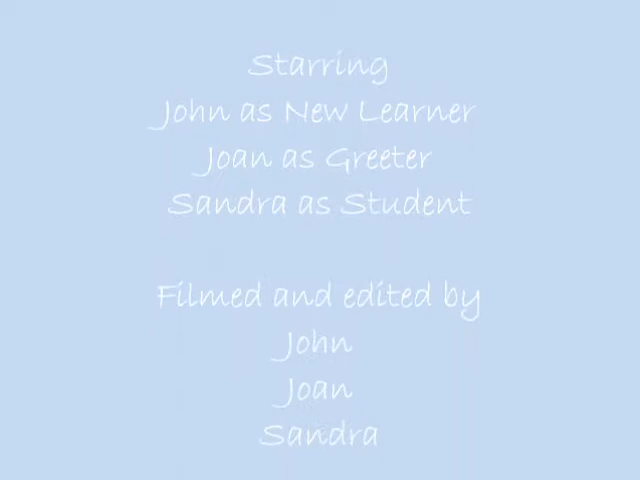 Starring
John as New Learner
Joan as Greeter
Sandra as Student
Filmed and edited by
John
Joan
Sandra